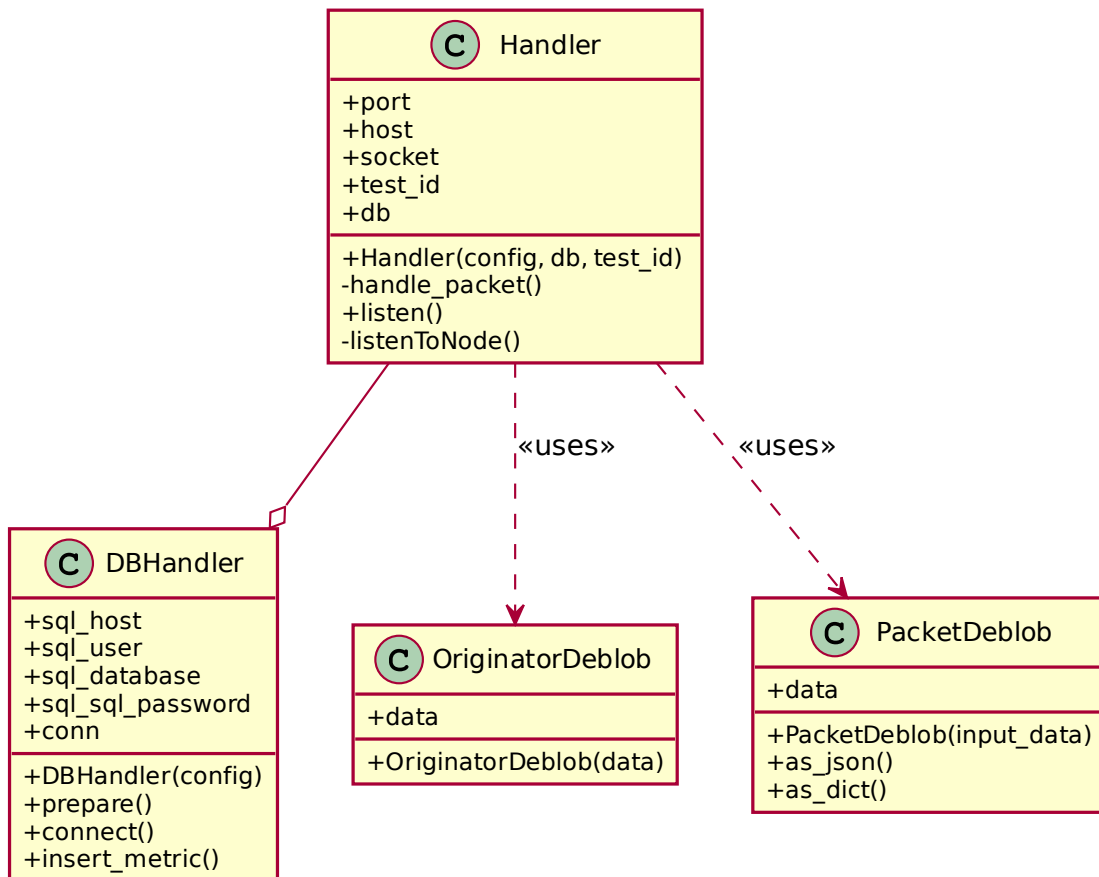 C Handler
+port
+host
+socket
+test_id
+db
+Handler(config, db, test_id)
-handle_packet()
+listen()
-listenToNode()
«uses»
«uses»
C DBHandler
+sql_host
+sql_user
+sql_database
+sql_sql_password
+conn
+DBHandler(config)
+prepare()
+connect()
+insert_metric()
C OriginatorDeblob
+data
+OriginatorDeblob(data)
C PacketDeblob
+data
+PacketDeblob(input_data)
+as_json()
+as_dict()